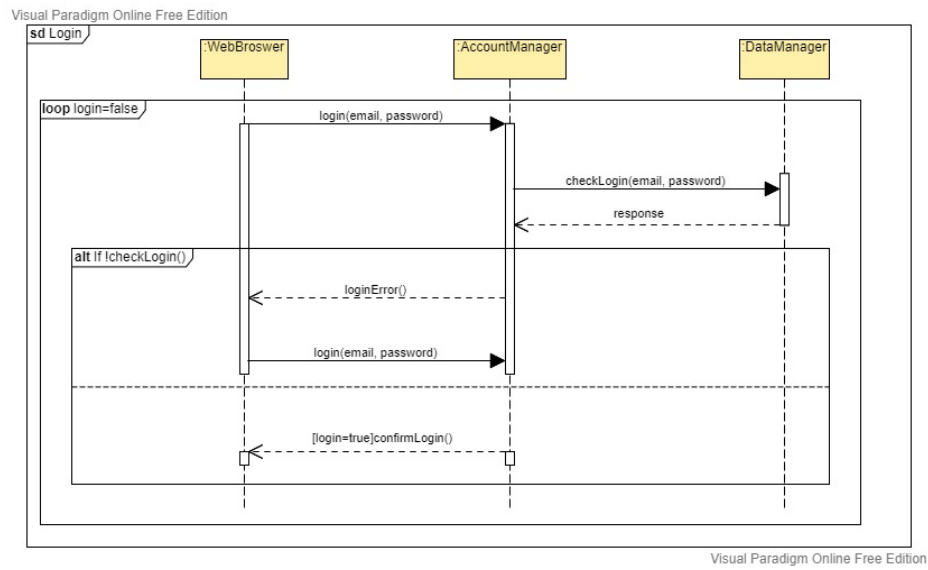 Visual Paradigm Online Free Edition
sd Login
:WebBroswer
:AccountManager
:DataManager
loop login=false
login(email, password)
checkLogin(email, password)
response
alt If !checkLogin()
loginError()
login(email, password)
[login=true]confirmLogin()
Visual Paradigm Online Free Edition